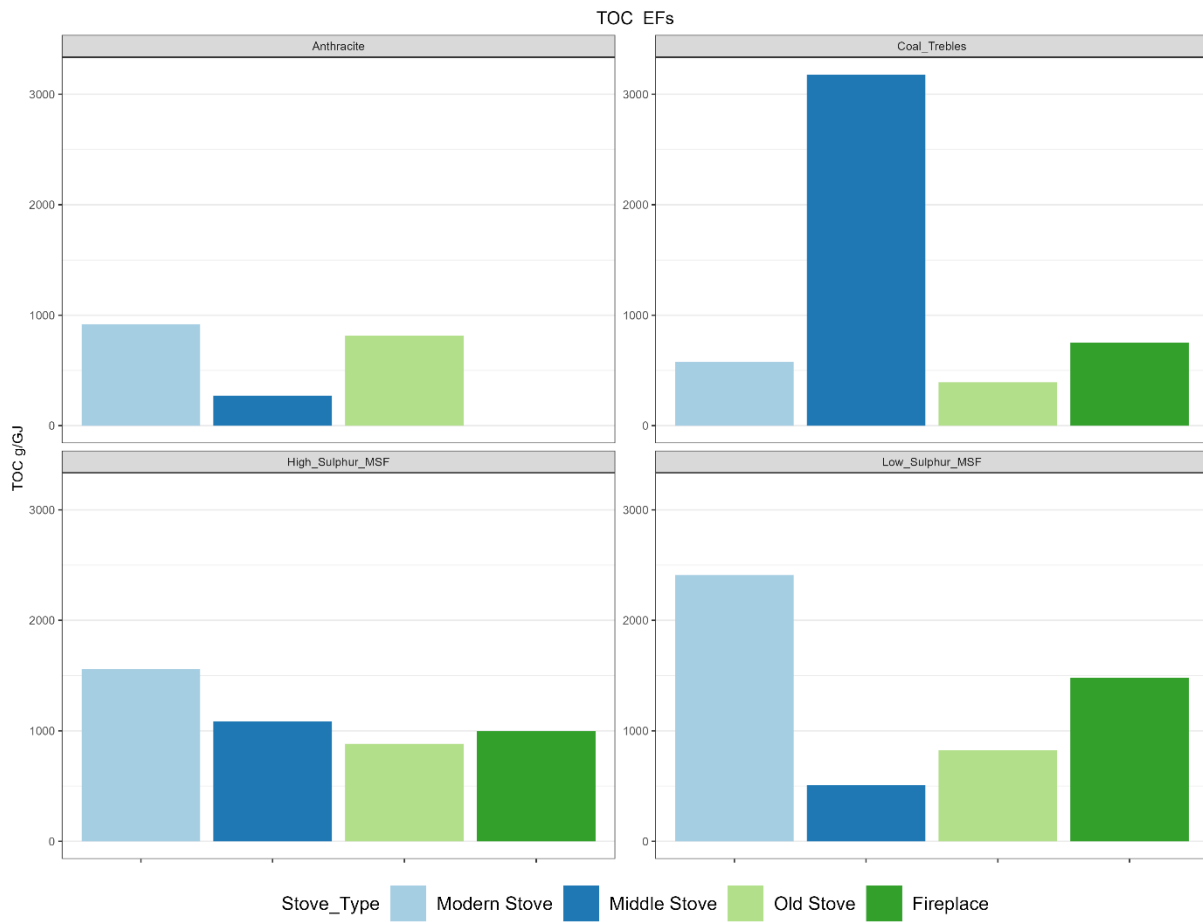 TOC EFs
Anthracite
Coal_Trebles
3000
2000
1000
0
3000
2000
1000
0
TOC g/GJ
High_Sulphur_MSF
Low_Sulphur_MSF
3000
2000
1000
0
3000
2000
1000
0
Stove_Type Modern Stove Middle Stove Old Stove Fireplace